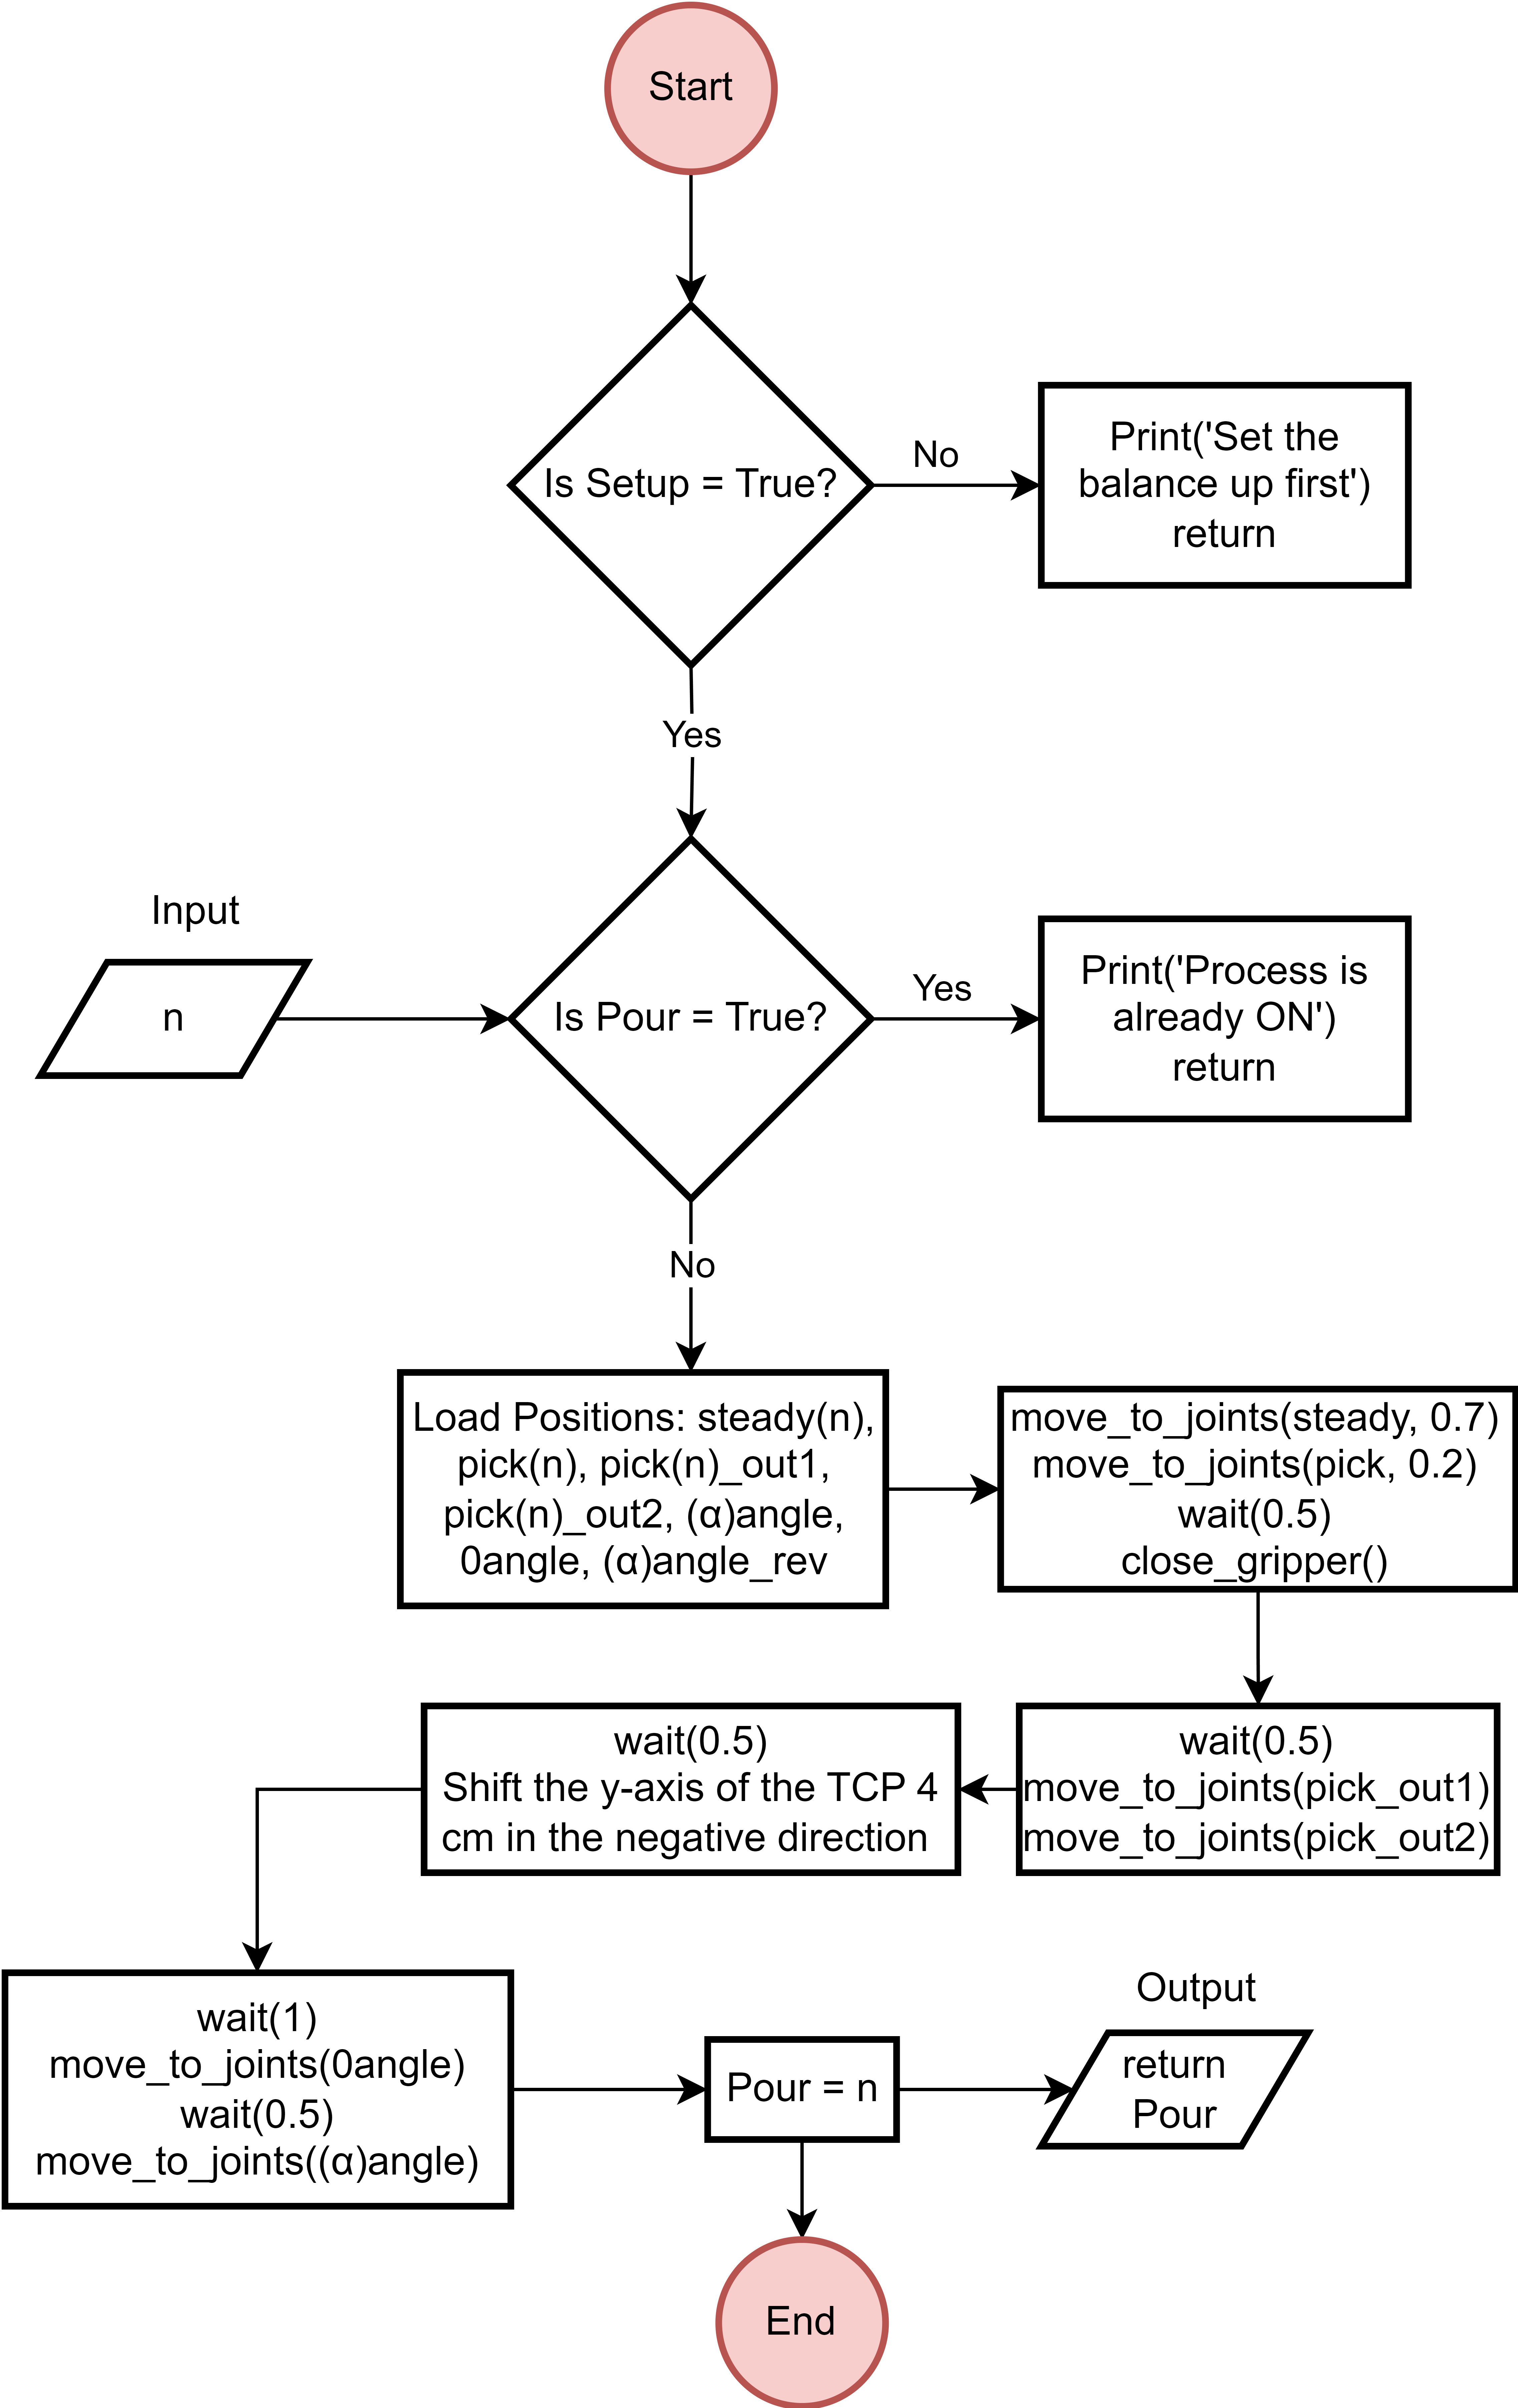 Start
Is Setup = True?
No
Print('Set the
balance up first')
return
Yes
Input
n
Is Pour = True?
Yes
Print('Process is
already ON')
return
No
Load Positions: steady(n),
pick(n), pick(n)_out1,
pick(n)_out2, (α)angle,
0angle, (α)angle_rev
move_to_joints(steady, 0.7)
move_to_joints(pick, 0.2)
wait(0.5)
close_gripper()
wait(0.5)
move_to_joints(pick_out1)
move_to_joints(pick_out2)
wait(0.5)
Shift the y-axis of the TCP 4
cm in the negative direction
wait(1)
move_to_joints(0angle)
wait(0.5)
move_to_joints((α)angle)
Pour = n
Output
return
Pour
End